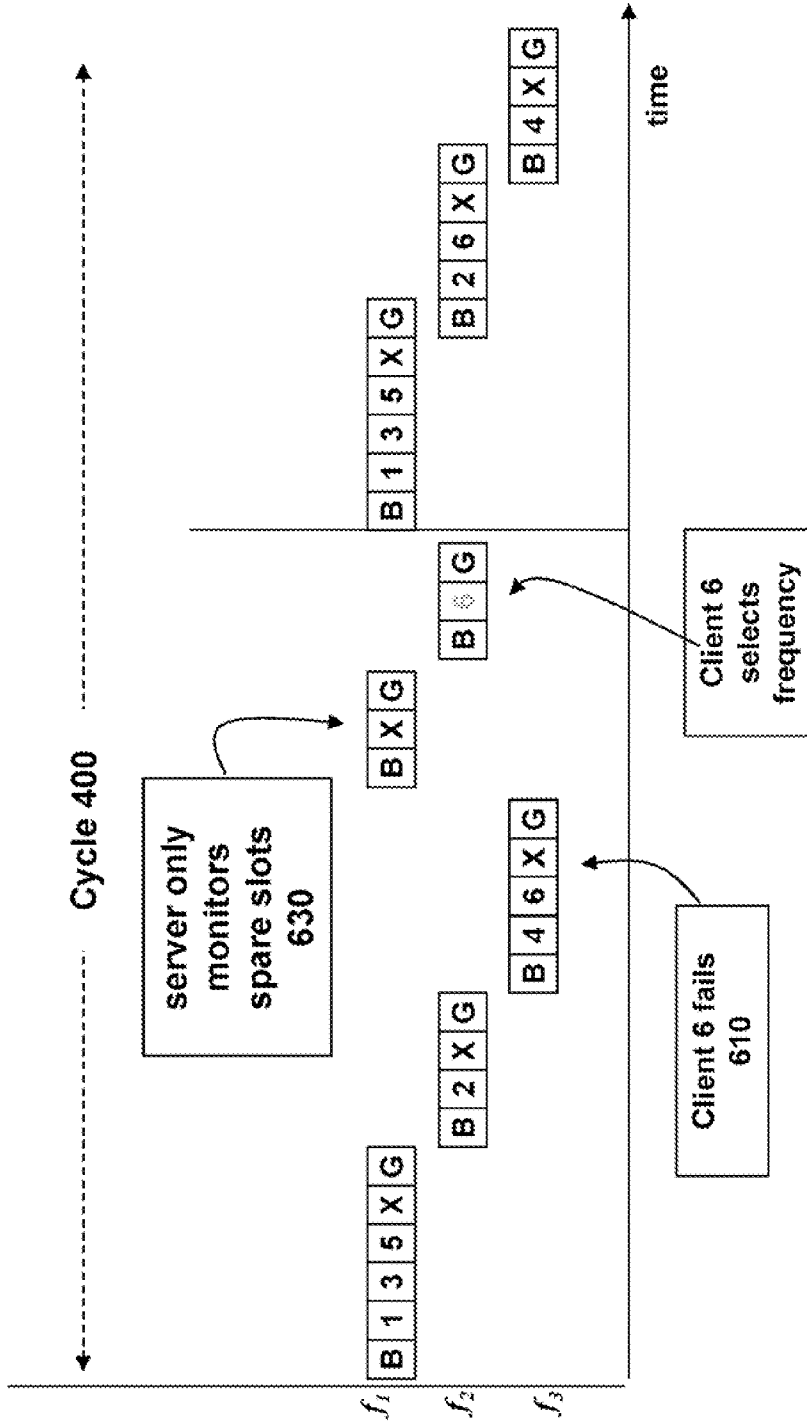 Cycle 400
server only
monitors
spare slots
630
f1
B 1 3 5 X G
B X G
B 1 3 5 X G
f2
B 2 X G
B 6 G
B 2 6 X G
f3
B 4 6 X G
B 4 X G
time
Client 6 fails
610
Client 6
selects
frequency